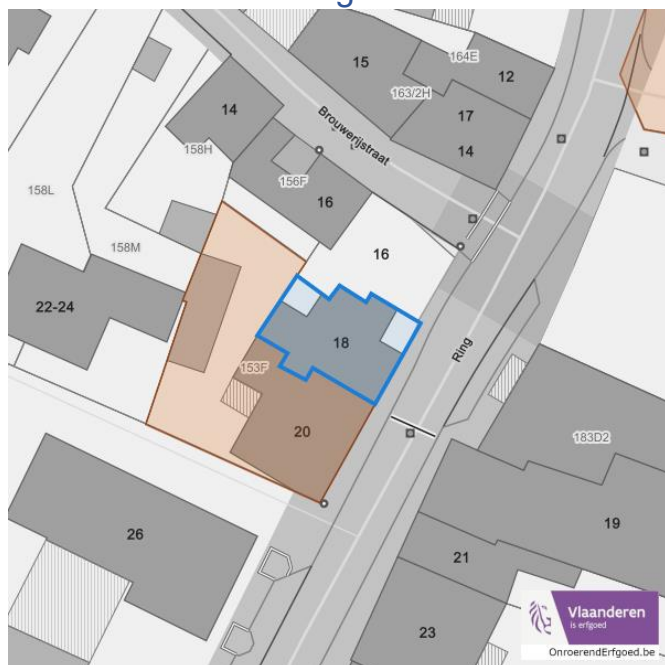 15
164E
12
163/2H
17
14
14
Brouwerijstraat
158H
156F
158L
16
158M
16
22-24
18
Ring
153F
20
183D2
26
19
21
23
Vlaanderen
is erfgoed
OnroerendErfgoed.be